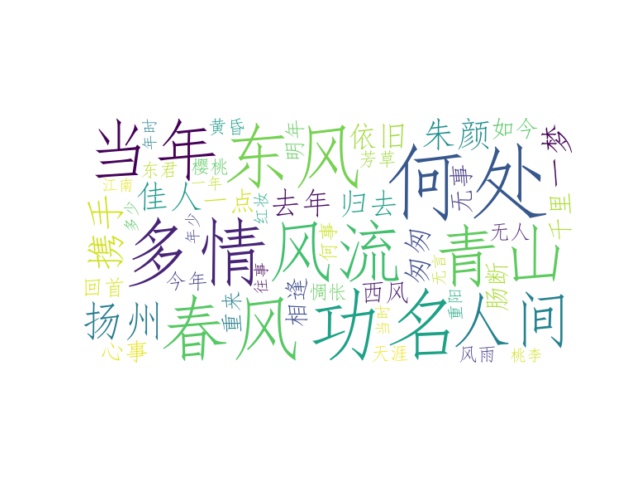 当年
年时
黄昏
东风
明年
依旧
朱颜
如今
一梦
芳草
何处
无事
千里
东君
樱桃
江南
一年
佳人
一点
红妆
去年
归去
携手
多少
年少
多情
风流
何事
匆匆
青山
无人
无言
肠断
回首
今年
往事
惆怅
西风
重阳
扬州
重来
相逢
春风
当时
功名
人间
心事
天涯
风雨
桃李